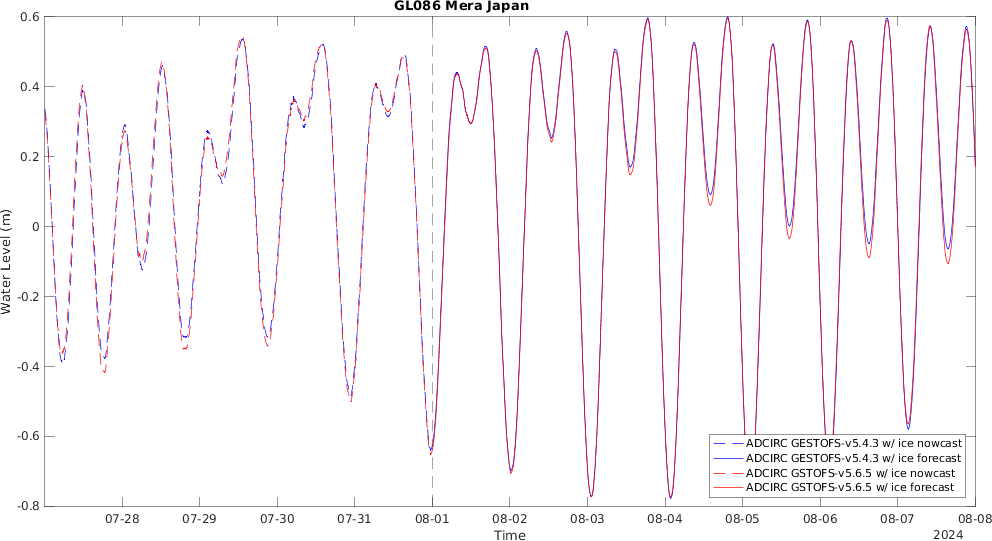 GL086 Mera Japan
0.6
0.4
0.2
0
-0.2
-0.4
-0.6
-0.8
Water Level (m)
ADCIRC GESTOFS-v5.4.3 w/ ice nowcast
ADCIRC GESTOFS-v5.4.3 w/ ice forecast
ADCIRC GSTOFS-v5.6.5 w/ ice nowcast
ADCIRC GSTOFS-v5.6.5 w/ ice forecast
07-28 07-29 07-30 07-31 08-01 08-02 08-03 08-04 08-05 08-06 08-07 08-08
Time
2024